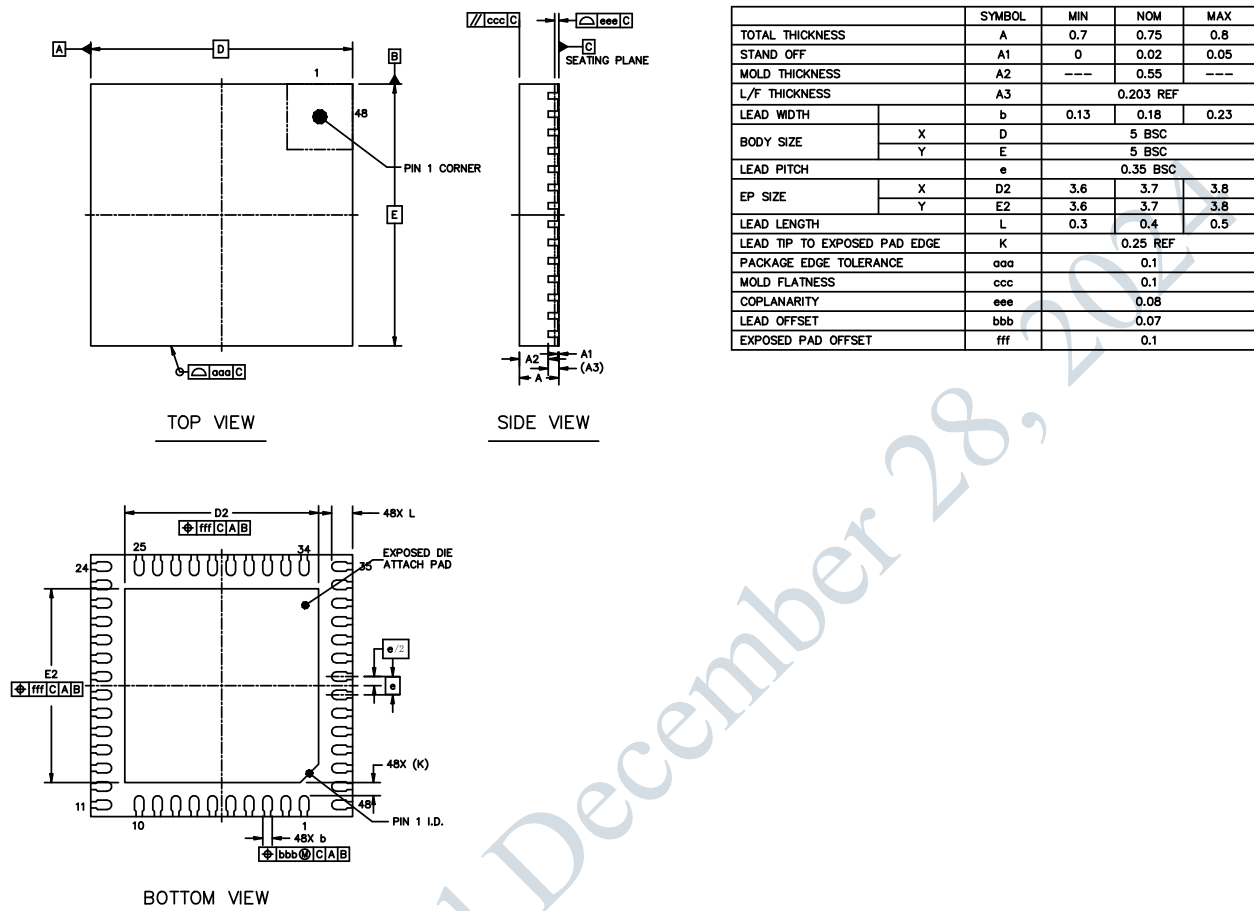 // ccc C
⌓ eee C
A
D
B
C
SEATING PLANE
1
48
PIN 1 CORNER
E
A2
A1
(A3)
A
⌓ aaa C
TOP VIEW
SIDE VIEW
SYMBOL MIN NOM MAX
TOTAL THICKNESS A 0.7 0.75 0.8
STAND OFF A1 0 0.02 0.05
MOLD THICKNESS A2 --- 0.55 ---
L/F THICKNESS A3 0.203 REF
LEAD WIDTH b 0.13 0.18 0.23
BODY SIZE X D 5 BSC
Y E 5 BSC
LEAD PITCH e 0.35 BSC
EP SIZE X D2 3.6 3.7 3.8
Y E2 3.6 3.7 3.8
LEAD LENGTH L 0.3 0.4 0.5
LEAD TIP TO EXPOSED PAD EDGE K 0.25 REF
PACKAGE EDGE TOLERANCE aaa 0.1
MOLD FLATNESS ccc 0.1
COPLANARITY eee 0.08
LEAD OFFSET bbb 0.07
EXPOSED PAD OFFSET fff 0.1
D2
⌖ fff C A B
48X L
25
34
EXPOSED DIE
ATTACH PAD
24
35
e/2
E2
⌖ fff C A B
e
48X (K)
11
48
10
1
PIN 1 I.D.
48X b
⌖ bbb Ⓜ C A B
BOTTOM VIEW
December 28, 2024